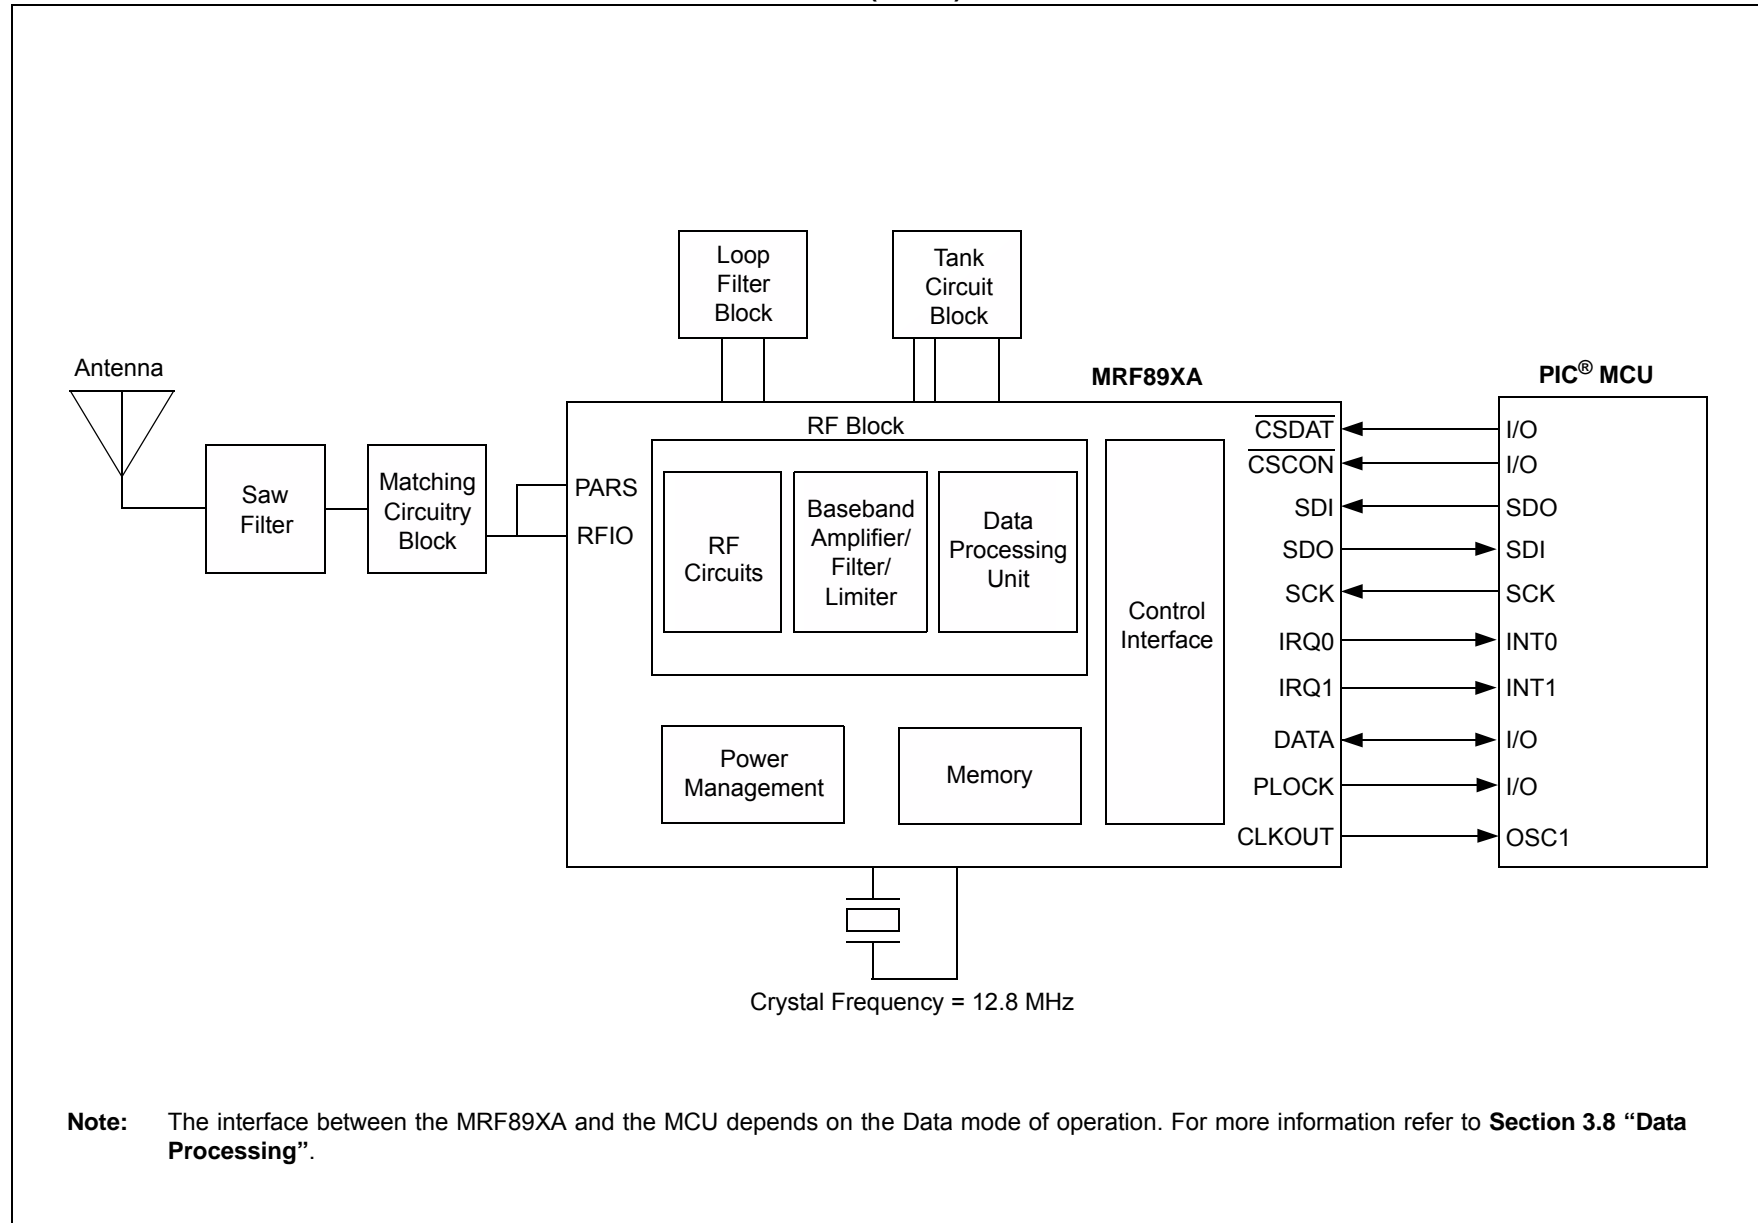 Loop
Filter
Block
Tank
Circuit
Block
Antenna
MRF89XA
PIC® MCU
Saw
Filter
Matching
Circuitry
Block
PARS
RFIO
RF Block
RF
Circuits
Baseband
Amplifier/
Filter/
Limiter
Data
Processing
Unit
Power
Management
Memory
Control
Interface
CSDAT
CSCON
SDI
SDO
SCK
IRQ0
IRQ1
DATA
PLOCK
CLKOUT
I/O
I/O
SDO
SDI
SCK
INT0
INT1
I/O
I/O
OSC1
Crystal Frequency = 12.8 MHz
Note: The interface between the MRF89XA and the MCU depends on the Data mode of operation. For more information refer to Section 3.8 “Data
Processing”.